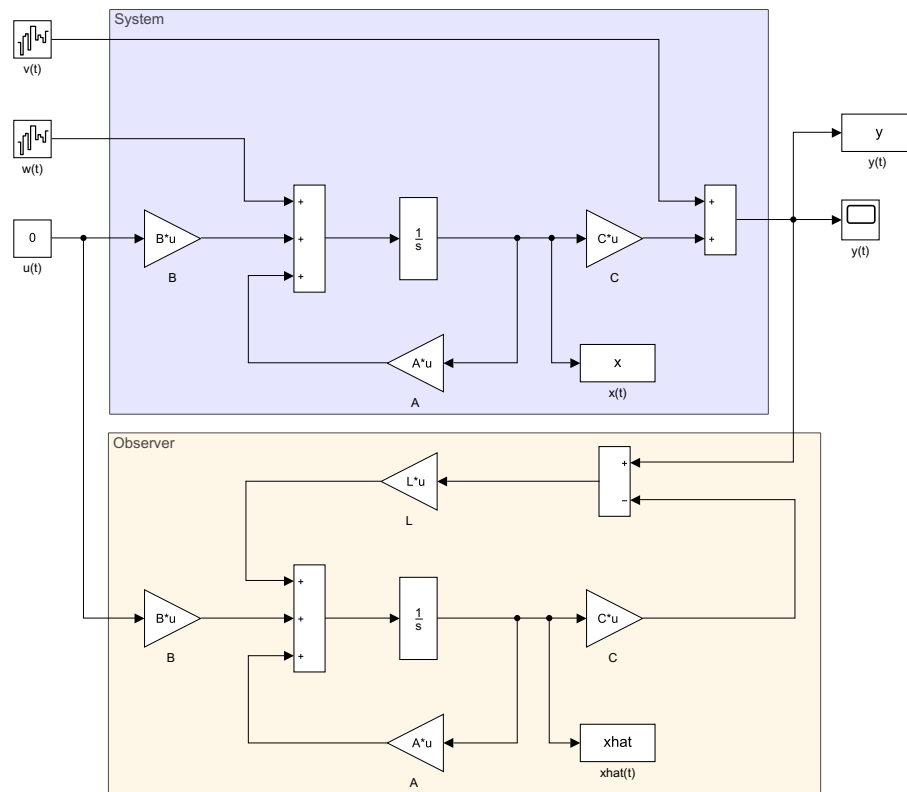 System
v(t)
w(t)
y
y(t)
+
+
0
B*u
+
1
s
C*u
+
u(t)
B
+
C
y(t)
A*u
x
A
x(t)
Observer
L*u
+
−
L
+
B*u
+
1
s
C*u
B
+
C
A*u
xhat
A
xhat(t)